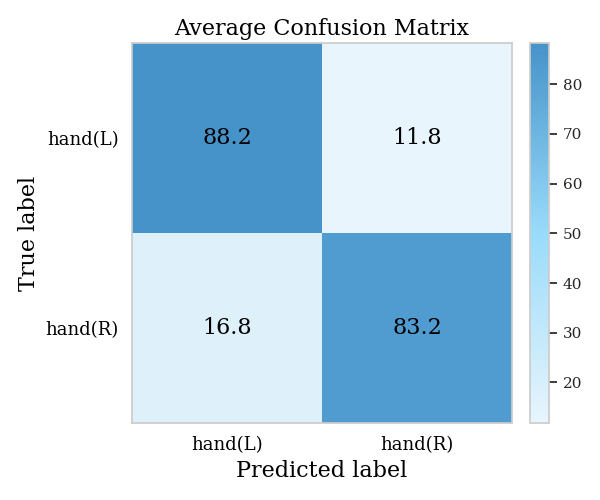 Average Confusion Matrix
True label
hand(L)
88.2
11.8
hand(R)
16.8
83.2
hand(L)
hand(R)
Predicted label
80
70
60
50
40
30
20